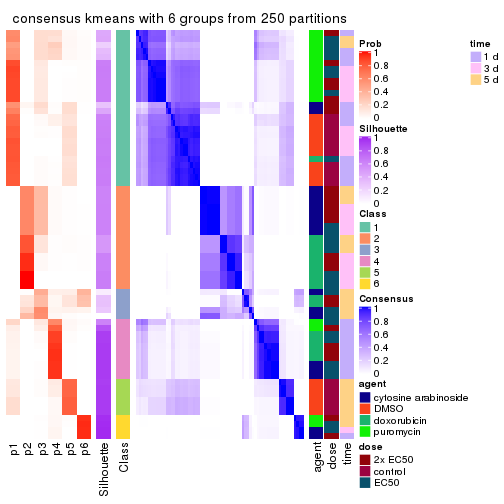 consensus kmeans with 6 groups from 250 partitions
Prob
1
0.8
0.6
0.4
0.2
0
time
1 d
3 d
5 d
Silhouette
1
0.8
0.6
0.4
0.2
0
Class
1
2
3
4
5
6
Consensus
1
0.8
0.6
0.4
0.2
0
agent
cytosine arabinoside
DMSO
doxorubicin
puromycin
dose
2x EC50
control
EC50
p1
p2
p3
p4
p5
p6
Silhouette
Class
agent
dose
time